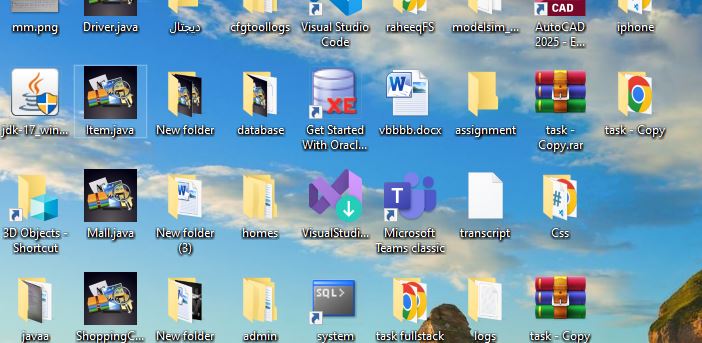 mm.png
Driver.java
ديجتال
cfgtoollogs
Visual Studio
Code
raheeqFS
modelsim_...
CAD
AutoCAD
2025 - E...
iphone
jdk-17_win...
Item.java
New folder
database
XE
Get Started
With Oracl...
W
vbbbb.docx
assignment
task -
Copy.rar
task - Copy
3D Objects -
Shortcut
Mall.java
New folder
(3)
homes
VisualStudi...
T
Microsoft
Teams classic
transcript
#
Css
javaa
ShoppingC...
New folder
admin
SQL>
system
task fullstack
logs
task - Copy